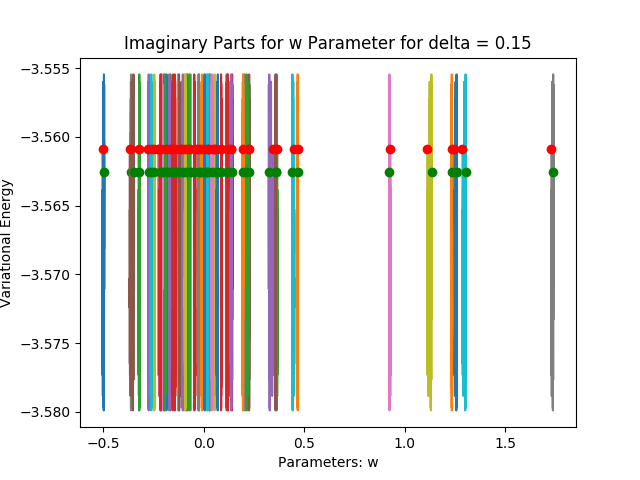 Imaginary Parts for w Parameter for delta = 0.15
Variational Energy
−3.555
−3.560
−3.565
−3.570
−3.575
−3.580
−0.5 0.0 0.5 1.0 1.5
Parameters: w